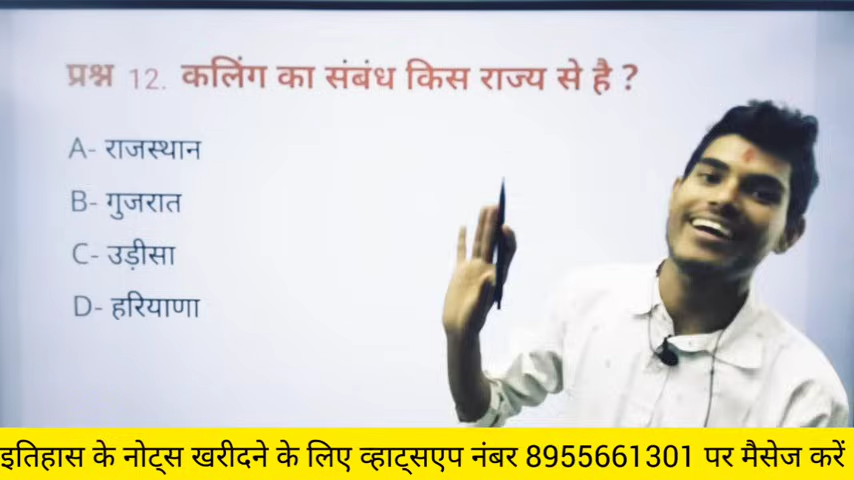 प्रश्न 12. कलिंग का संबंध किस राज्य से है ?
A- राजस्थान
B- गुजरात
C- उड़ीसा
D- हरियाणा
इतिहास के नोट्स खरीदने के लिए व्हाट्सएप नंबर 8955661301 पर मैसेज करें